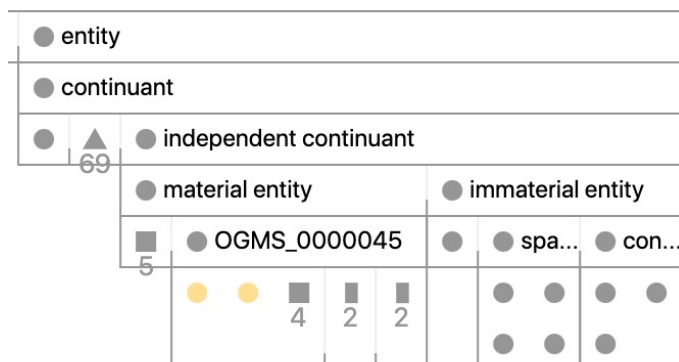 entity
continuant
69 independent continuant
material entity immaterial entity
5 OGMS_0000045 spa... con...
4 2 2